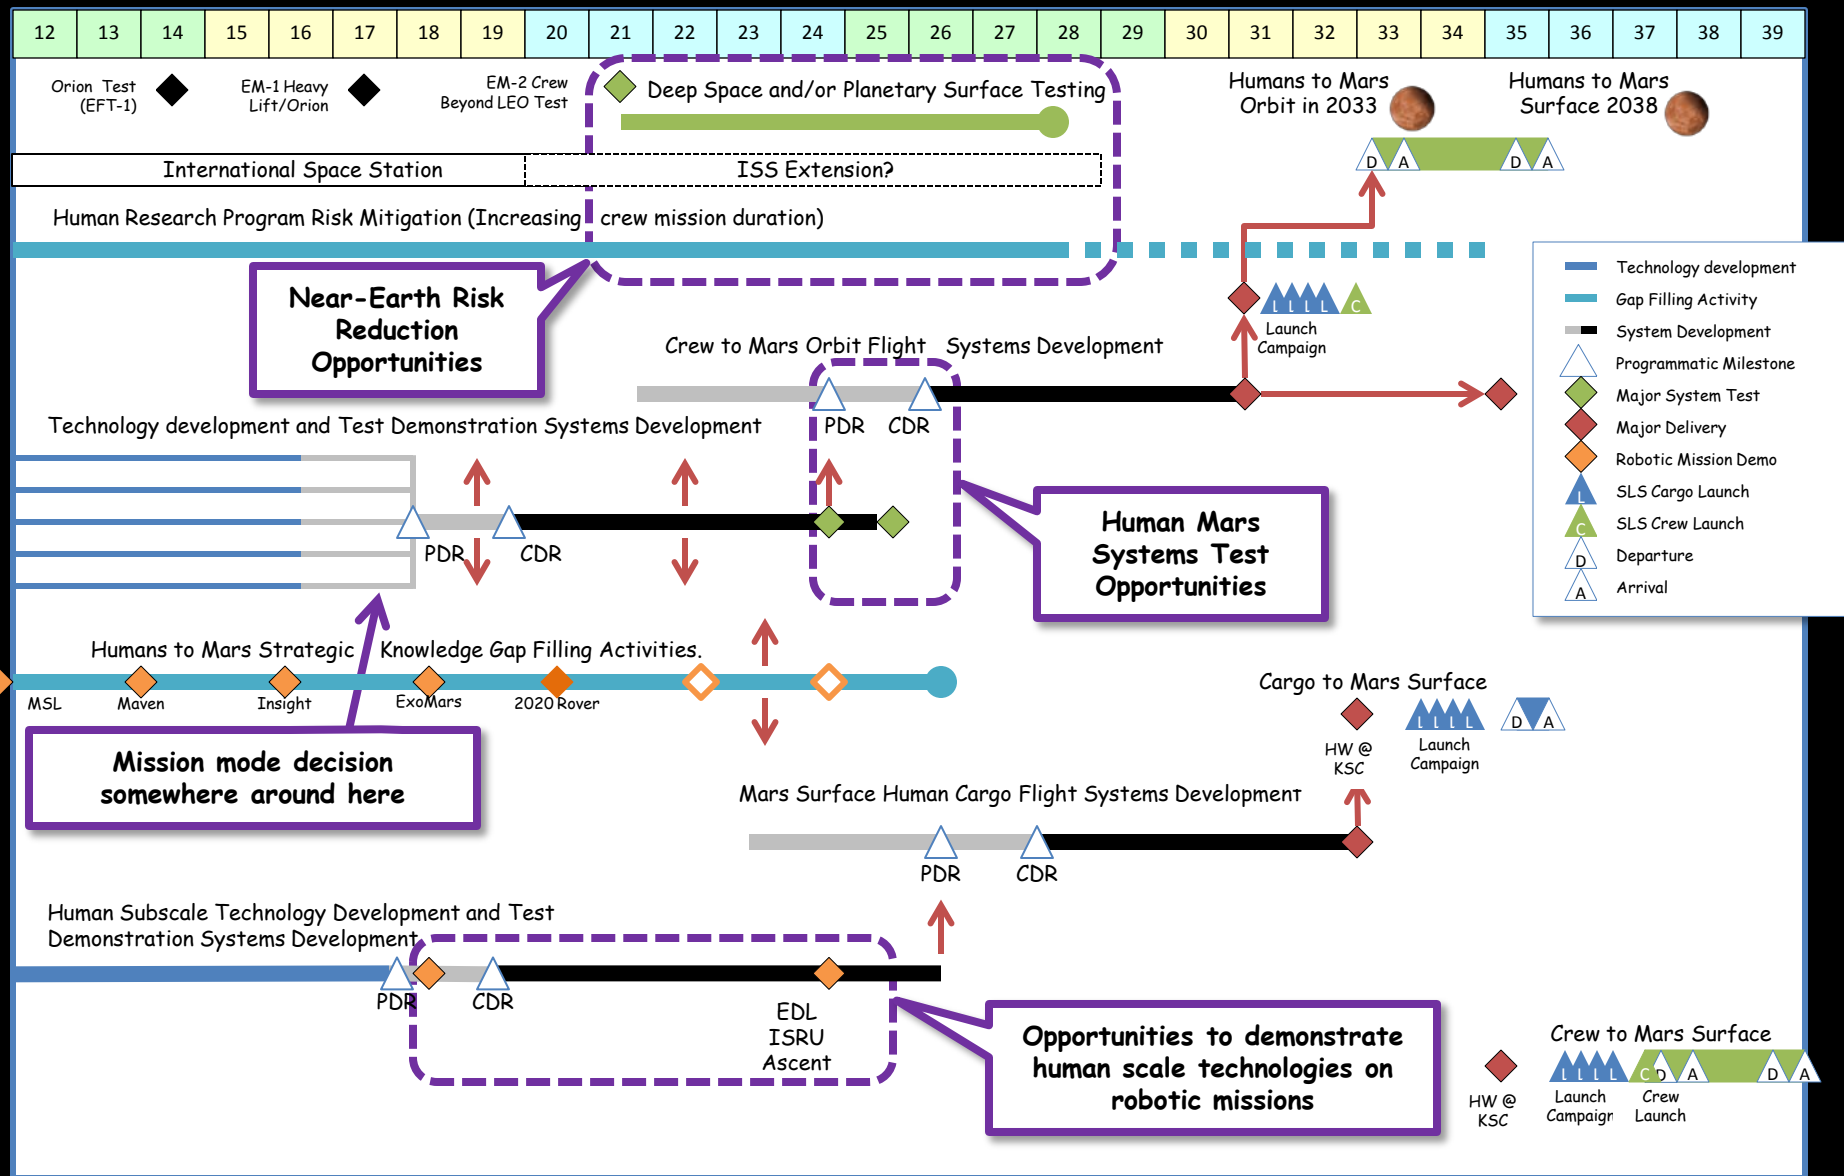 12 13 14 15 16 17 18 19 20 21 22 23 24 25 26 27 28 29 30 31 32 33 34 35 36 37 38 39
Orion Test
(EFT-1)
EM-1 Heavy
Lift/Orion
EM-2 Crew
Beyond LEO Test
Deep Space and/or Planetary Surface Testing
Humans to Mars
Orbit in 2033
Humans to Mars
Surface 2038
D A D A
International Space Station
ISS Extension?
Human Research Program Risk Mitigation (Increasing crew mission duration)
Near-Earth Risk
Reduction
Opportunities
L L L L C
Launch
Campaign
Technology development
Gap Filling Activity
System Development
Programmatic Milestone
Major System Test
Major Delivery
Robotic Mission Demo
L SLS Cargo Launch
C SLS Crew Launch
D Departure
A Arrival
Crew to Mars Orbit Flight Systems Development
PDR CDR
Technology development and Test Demonstration Systems Development
PDR CDR
Human Mars
Systems Test
Opportunities
Humans to Mars Strategic Knowledge Gap Filling Activities.
MSL Maven Insight ExoMars 2020 Rover
Mission mode decision
somewhere around here
Cargo to Mars Surface
L L L L D A
HW @
KSC
Launch
Campaign
Mars Surface Human Cargo Flight Systems Development
PDR CDR
Human Subscale Technology Development and Test
Demonstration Systems Development
PDR CDR
EDL
ISRU
Ascent
Opportunities to demonstrate
human scale technologies on
robotic missions
Crew to Mars Surface
L L L L C D A D A
HW @
KSC
Launch
Campaign
Crew
Launch